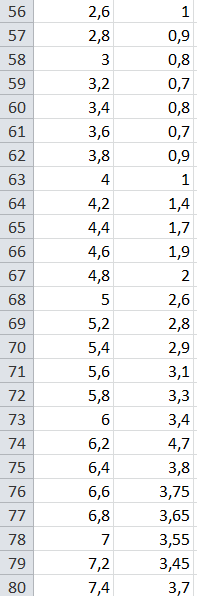 56 2,6 1
57 2,8 0,9
58 3 0,8
59 3,2 0,7
60 3,4 0,8
61 3,6 0,7
62 3,8 0,9
63 4 1
64 4,2 1,4
65 4,4 1,7
66 4,6 1,9
67 4,8 2
68 5 2,6
69 5,2 2,8
70 5,4 2,9
71 5,6 3,1
72 5,8 3,3
73 6 3,4
74 6,2 4,7
75 6,4 3,8
76 6,6 3,75
77 6,8 3,65
78 7 3,55
79 7,2 3,45
80 7,4 3,7